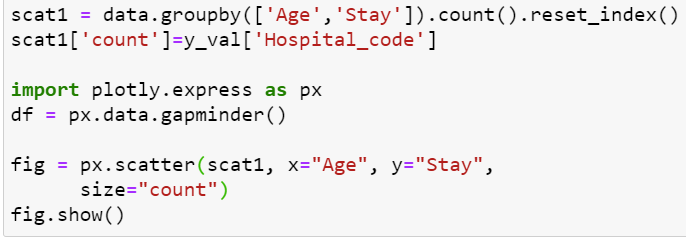 scat1 = data.groupby(['Age','Stay']).count().reset_index()
scat1['count']=y_val['Hospital_code']
import plotly.express as px
df = px.data.gapminder()
fig = px.scatter(scat1, x="Age", y="Stay",
size="count")
fig.show()